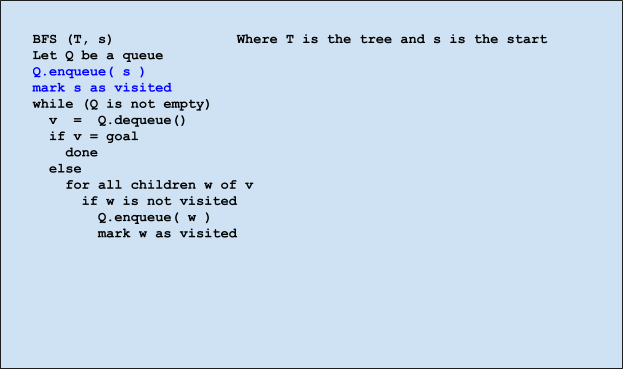 BFS (T, s) Where T is the tree and s is the start
Let Q be a queue
Q.enqueue( s )
mark s as visited
while (Q is not empty)
v = Q.dequeue()
if v = goal
done
else
for all children w of v
if w is not visited
Q.enqueue( w )
mark w as visited